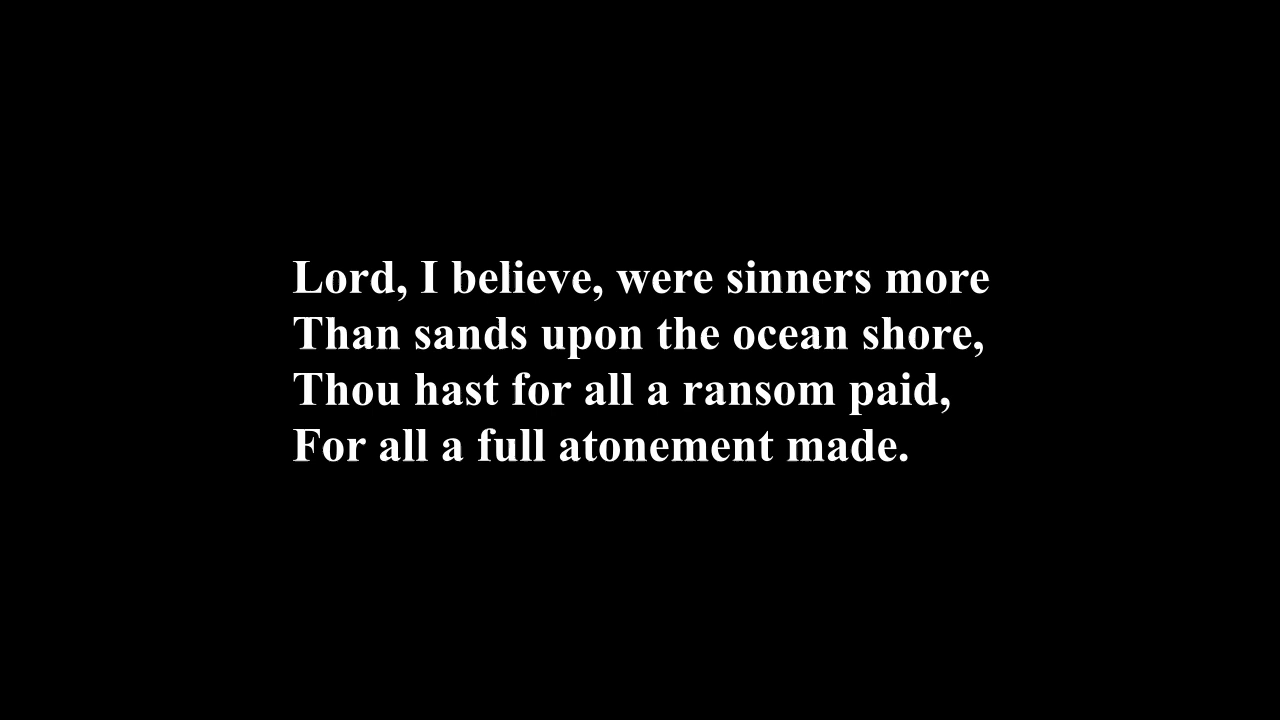 Lord, I believe, were sinners more
Than sands upon the ocean shore,
Thou hast for all a ransom paid,
For all a full atonement made.